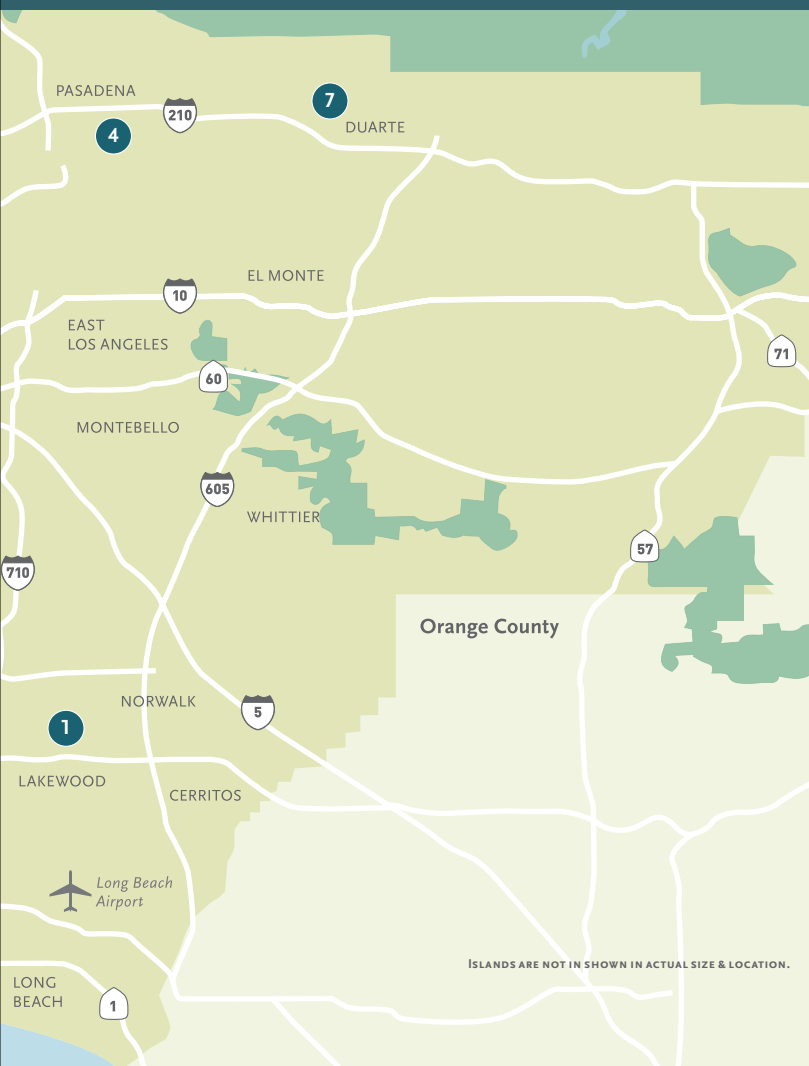 PASADENA
210
7
4
DUARTE
EL MONTE
10
EAST
LOS ANGELES
71
60
MONTEBELLO
605
WHITTIER
57
710
Orange County
NORWALK
5
1
LAKEWOOD
CERRITOS
Long Beach
Airport
Islands are not in shown in actual size & location.
LONG
BEACH
1